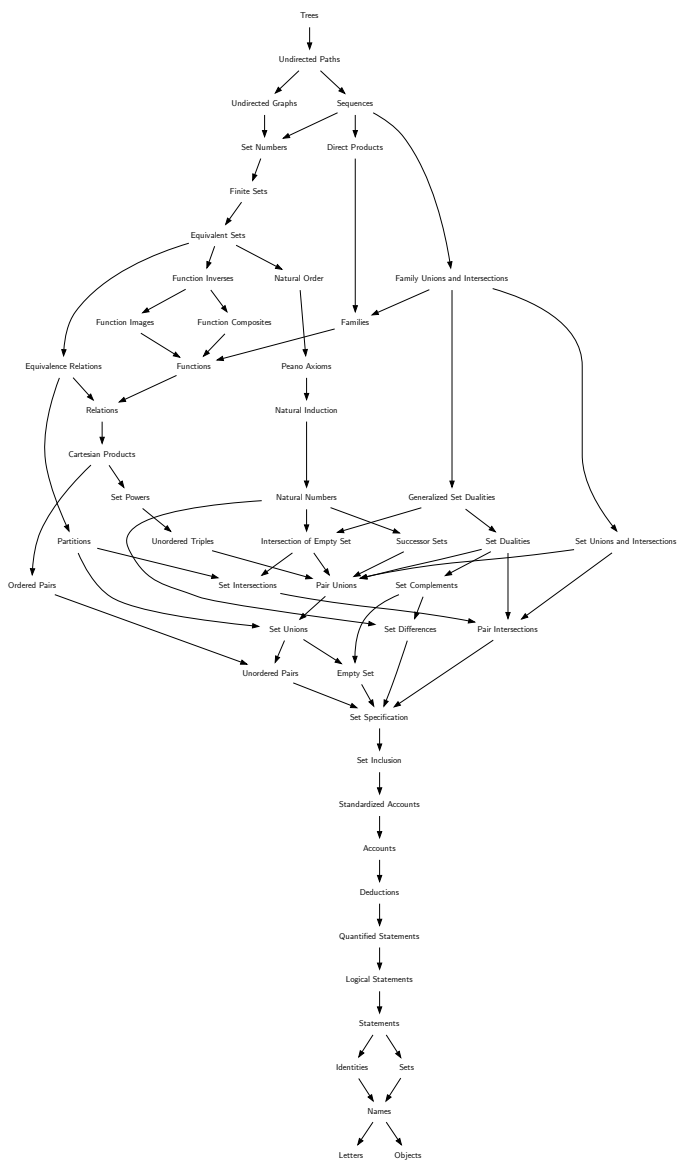 Trees
Undirected Paths
Undirected Graphs
Sequences
Set Numbers
Direct Products
Finite Sets
Equivalent Sets
Function Inverses
Natural Order
Family Unions and Intersections
Function Images
Function Composites
Families
Equivalence Relations
Functions
Peano Axioms
Relations
Natural Induction
Cartesian Products
Set Powers
Natural Numbers
Generalized Set Dualities
Partitions
Unordered Triples
Intersection of Empty Set
Successor Sets
Set Dualities
Set Unions and Intersections
Ordered Pairs
Set Intersections
Pair Unions
Set Complements
Set Unions
Set Differences
Pair Intersections
Unordered Pairs
Empty Set
Set Specification
Set Inclusion
Standardized Accounts
Accounts
Deductions
Quantified Statements
Logical Statements
Statements
Identities
Sets
Names
Letters
Objects